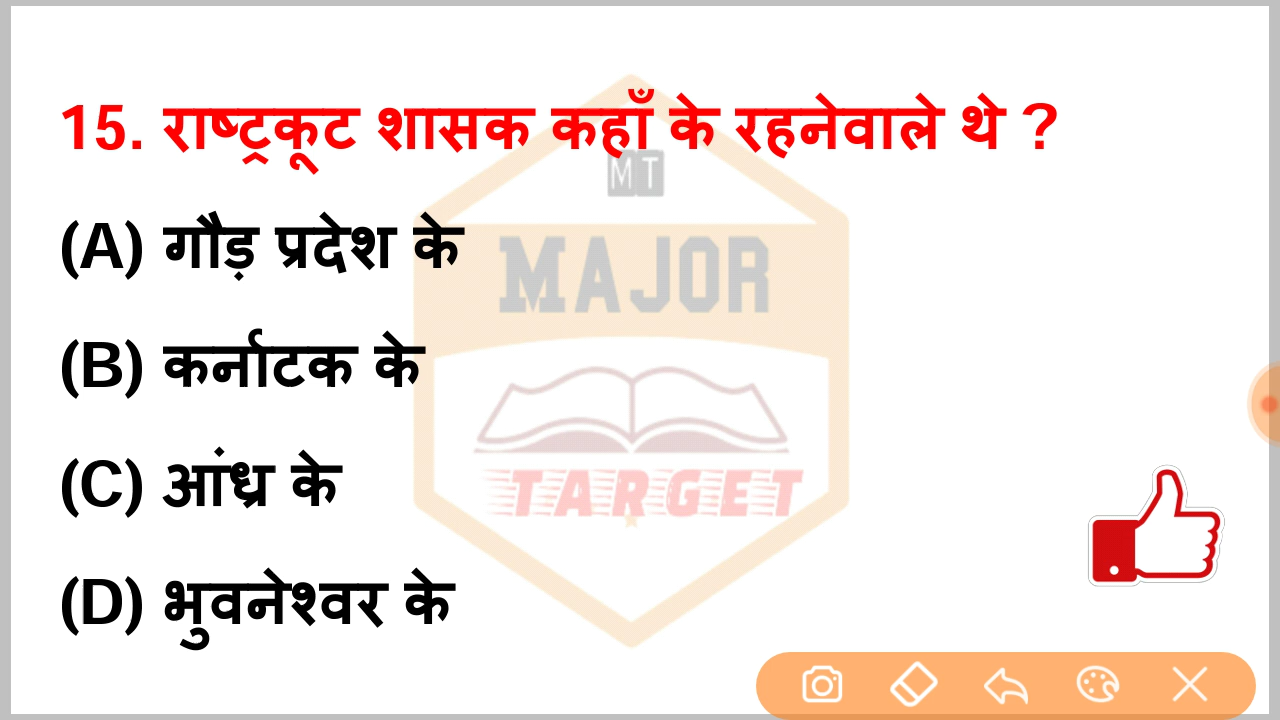 15. राष्ट्रकूट शासक कहाँ के रहनेवाले थे ?
MT
(A) गौड़ प्रदेश के
MAJOR
(B) कर्नाटक के
(C) आंध्र के
TARGET
(D) भुवनेश्वर के